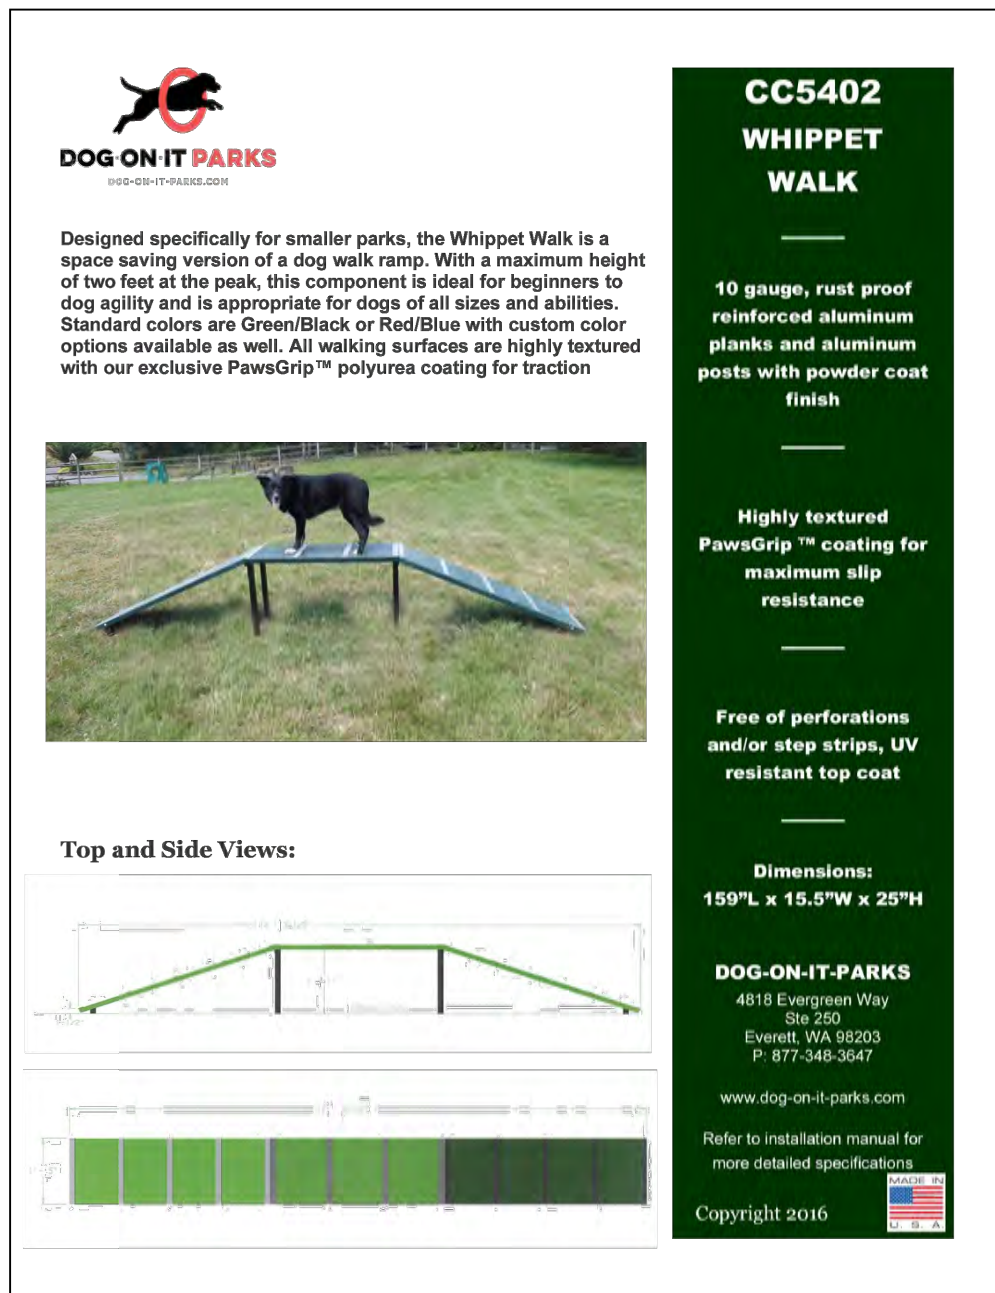 DOG-ON-IT PARKS
DOG-ON-IT-PARKS.COM
Designed specifically for smaller parks, the Whippet Walk is a
space saving version of a dog walk ramp. With a maximum height
of two feet at the peak, this component is ideal for beginners to
dog agility and is appropriate for dogs of all sizes and abilities.
Standard colors are Green/Black or Red/Blue with custom color
options available as well. All walking surfaces are highly textured
with our exclusive PawsGrip™ polyurea coating for traction
Top and Side Views:
CC5402
WHIPPET
WALK
10 gauge, rust proof
reinforced aluminum
planks and aluminum
posts with powder coat
finish
Highly textured
PawsGrip ™ coating for
maximum slip
resistance
Free of perforations
and/or step strips, UV
resistant top coat
Dimensions:
159”L x 15.5”W x 25”H
DOG-ON-IT-PARKS
4818 Evergreen Way
Ste 250
Everett, WA 98203
P: 877-348-3647
www.dog-on-it-parks.com
Refer to installation manual for
more detailed specifications
MADE IN
U. S. A.
Copyright 2016